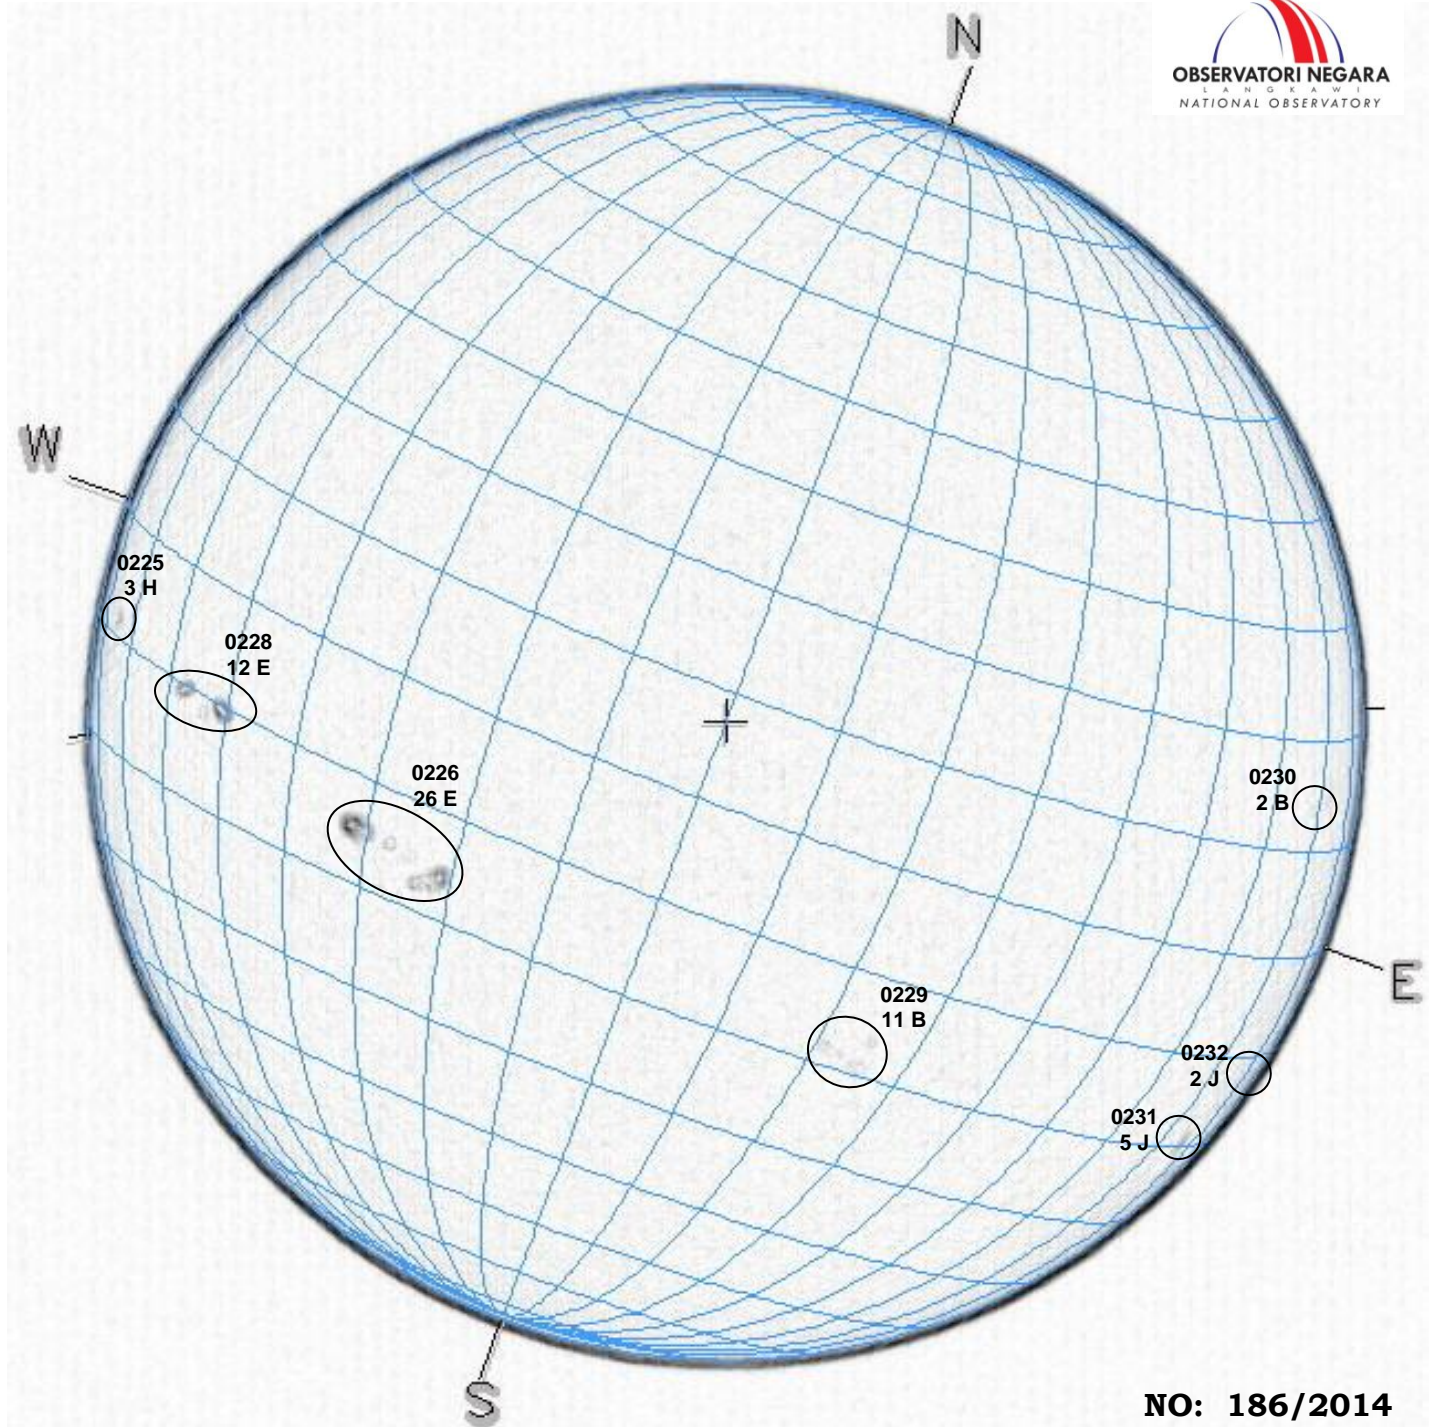 N
OBSERVATORI NEGARA
LANGKAWI
NATIONAL OBSERVATORY
W
0225
3 H
0228
12 E
0226
26 E
0230
2 B
E
0229
11 B
0232
2 J
0231
5 J
S
NO: 186/2014